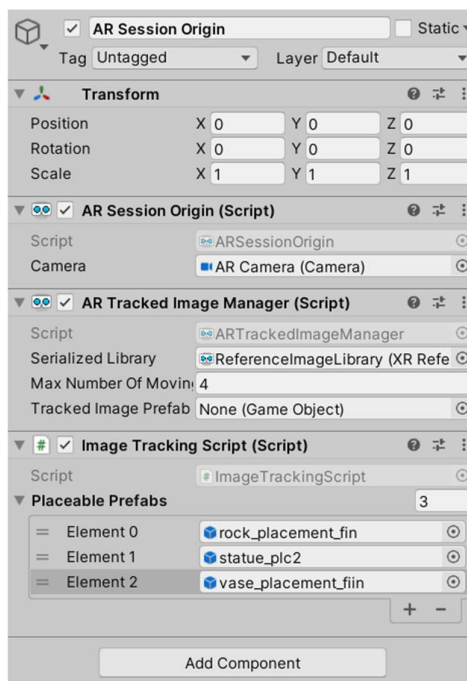 AR Session Origin Static
Tag Untagged Layer Default
Transform
Position X 0 Y 0 Z 0
Rotation X 0 Y 0 Z 0
Scale X 1 Y 1 Z 1
AR Session Origin (Script)
Script ARSessionOrigin
Camera AR Camera (Camera)
AR Tracked Image Manager (Script)
Script ARTrackedImageManager
Serialized Library ReferenceImageLibrary (XR Refe
Max Number Of Moving 4
Tracked Image Prefab None (Game Object)
# Image Tracking Script (Script)
Script # ImageTrackingScript
Placeable Prefabs 3
Element 0 rock_placement_fin
Element 1 statue_plc2
Element 2 vase_placement_fiin
+ −
Add Component